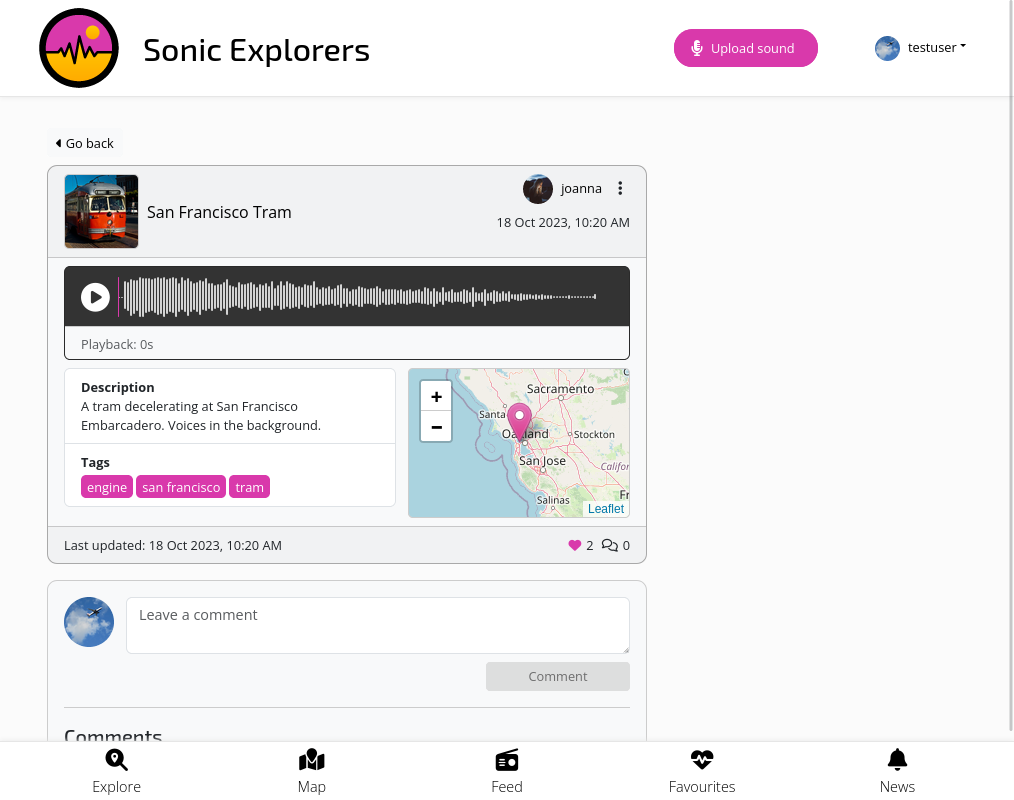 Sonic Explorers
Upload sound
testuser
Go back
San Francisco Tram
joanna
18 Oct 2023, 10:20 AM
Playback: 0s
Description
A tram decelerating at San Francisco
Embarcadero. Voices in the background.
Tags
engine san francisco tram
+
−
Sacramento
Santa
Oakland
Stockton
San Jose
Califor
Salinas
Fr
Leaflet
Last updated: 18 Oct 2023, 10:20 AM
2 0
Leave a comment
Comment
Comments
Explore Map Feed Favourites News